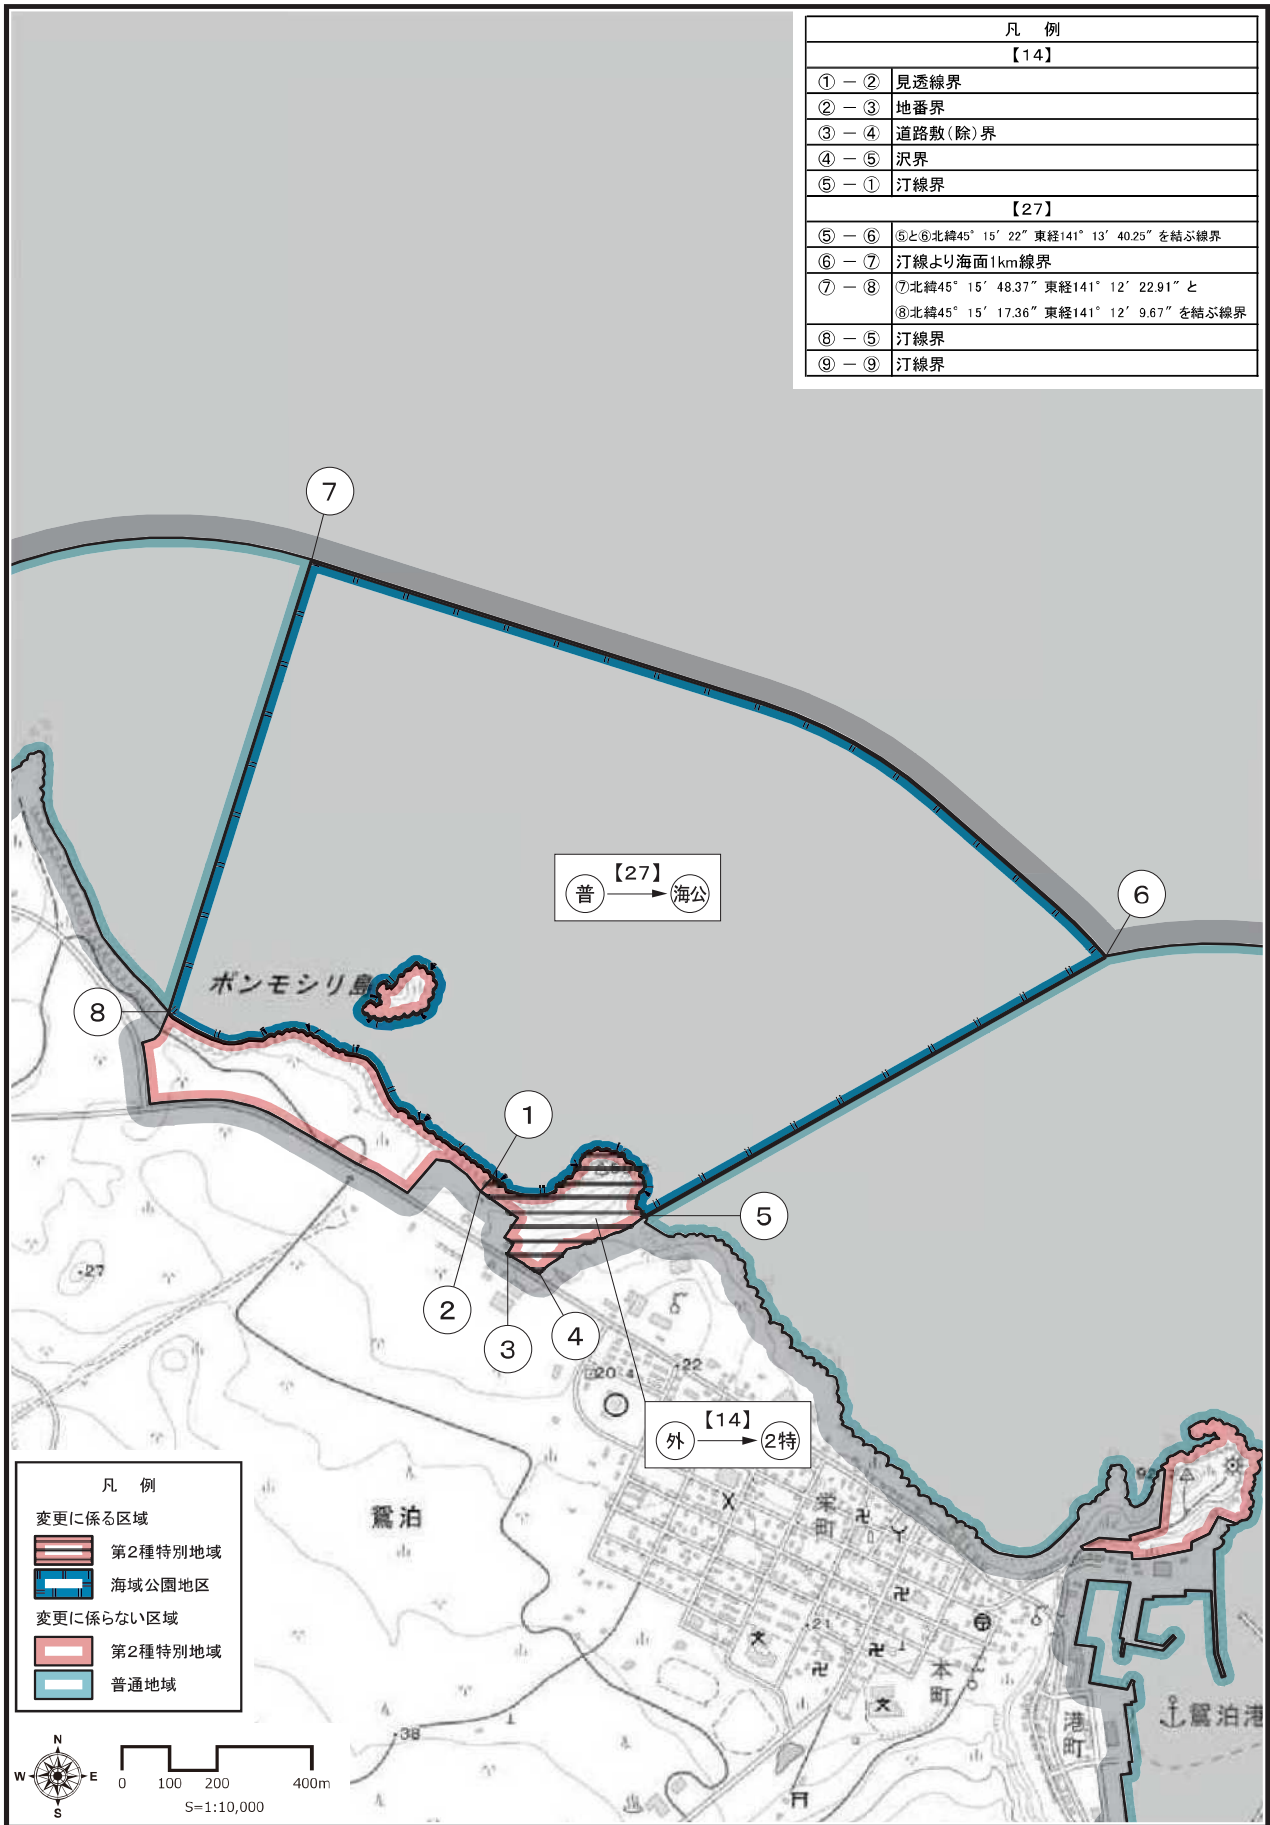 凡 例
【14】
① － ② 見透線界
② － ③ 地番界
③ － ④ 道路敷(除)界
④ － ⑤ 沢界
⑤ － ① 汀線界
【27】
⑤ － ⑥ ⑤と⑥北緯45°15′22″東経141°13′40.25″を結ぶ線界
⑥ － ⑦ 汀線より海面1km線界
⑦ － ⑧ ⑦北緯45°15′48.37″東経141°12′22.91″と
⑧北緯45°15′17.36″東経141°12′9.67″を結ぶ線界
⑧ － ⑤ 汀線界
⑨ － ⑨ 汀線界
7
【27】
普 海公
6
ポンモシリ島
8
1
5
27
2
3
4
20.4
22
【14】
外 2特
92
栄町
鴛泊
凡 例
変更に係る区域
第2種特別地域
海域公園地区
変更に係らない区域
第2種特別地域
普通地域
21
本町
港町
鴛泊港
38
N
W E
S
0 100 200 400m
S=1:10,000